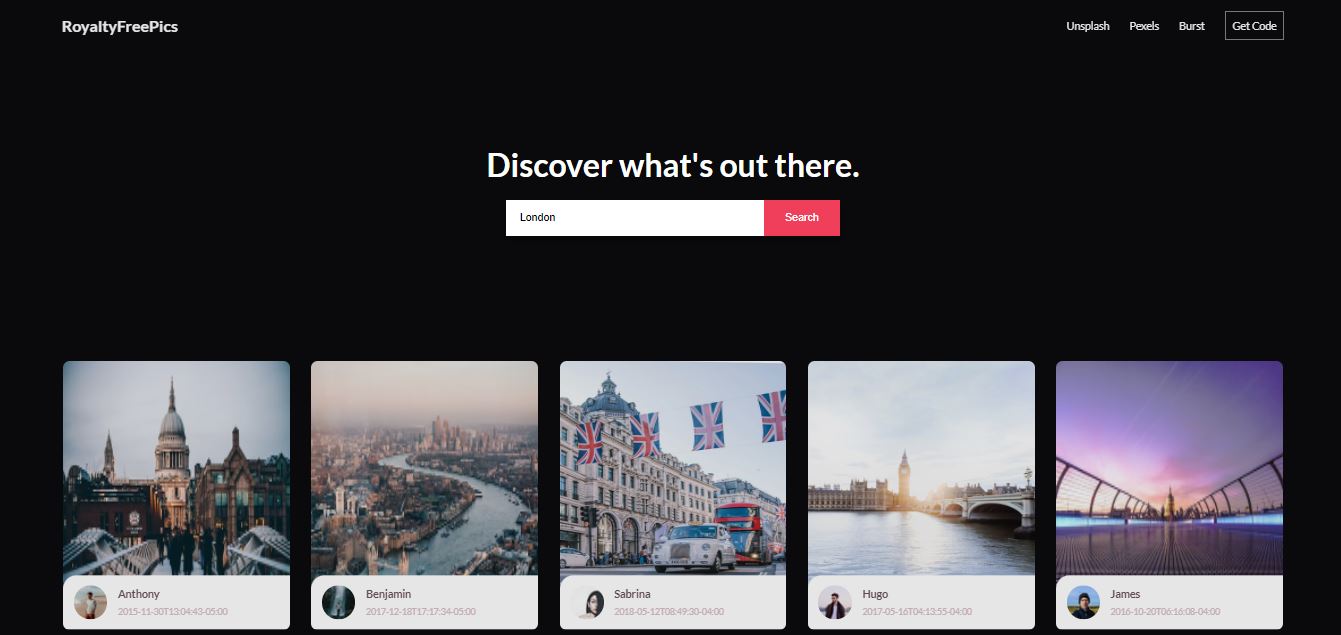 RoyaltyFreePics
Unsplash Pexels Burst Get Code
Discover what's out there.
London Search
Anthony
2015-11-30T13:04:43-05:00
Benjamin
2017-12-18T17:17:34-05:00
Sabrina
2018-05-12T08:49:30-04:00
Hugo
2017-05-16T04:13:55-04:00
James
2016-10-20T06:16:08-04:00